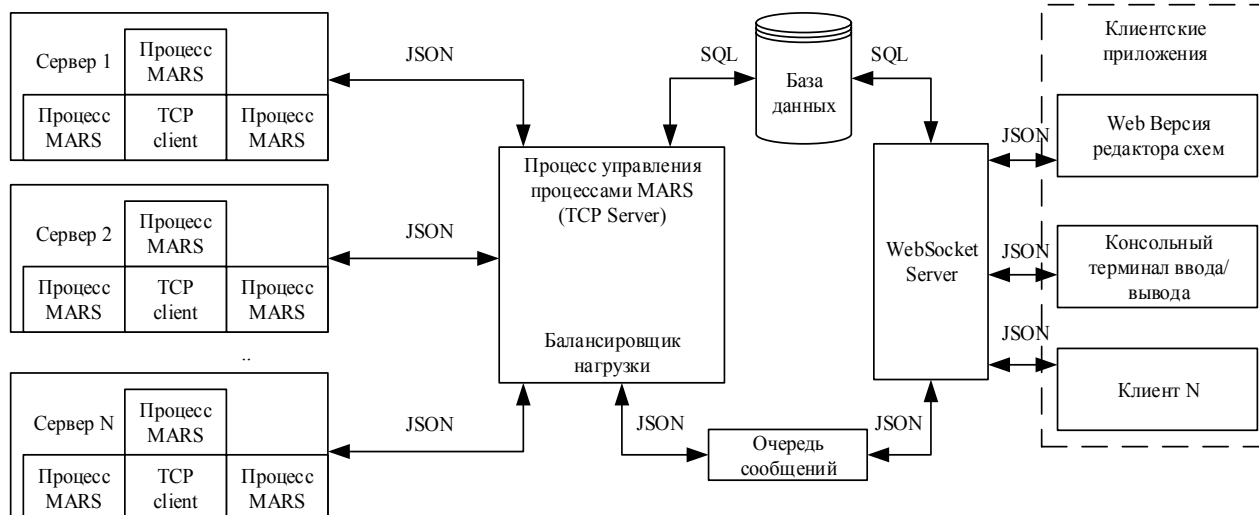 Сервер 1
Процесс
MARS
Процесс
MARS
TCP
client
Процесс
MARS
JSON
Сервер 2
Процесс
MARS
Процесс
MARS
TCP
client
Процесс
MARS
JSON
..
Сервер N
Процесс
MARS
Процесс
MARS
TCP
client
Процесс
MARS
JSON
Процесс управления
процессами MARS
(TCP Server)
Балансировщик
нагрузки
SQL
База
данных
SQL
JSON
Очередь
сообщений
JSON
WebSocket
Server
Клиентские
приложения
JSON
Web Версия
редактора схем
JSON
Консольный
терминал ввода/
вывода
JSON
Клиент N